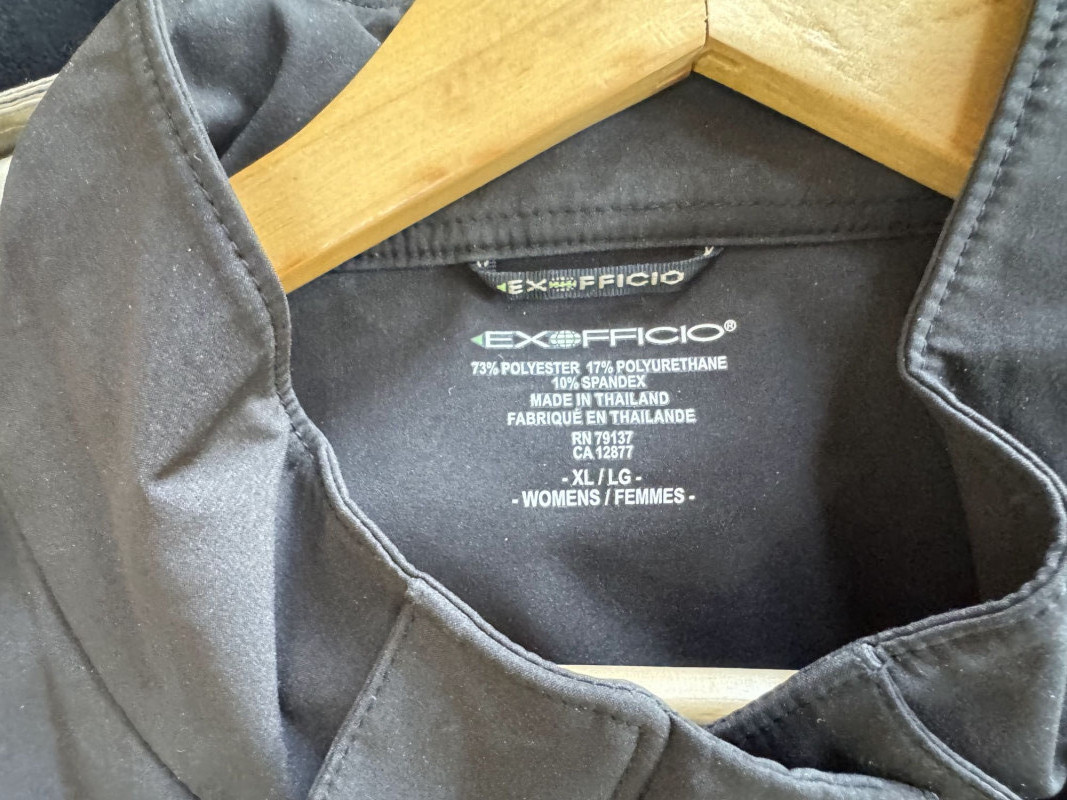 EXOFFICIO
EXOFFICIO®
73% POLYESTER 17% POLYURETHANE
10% SPANDEX
MADE IN THAILAND
FABRIQUÉ EN THAILANDE
RN 79137
CA 12877
- XL / LG -
- WOMENS / FEMMES -